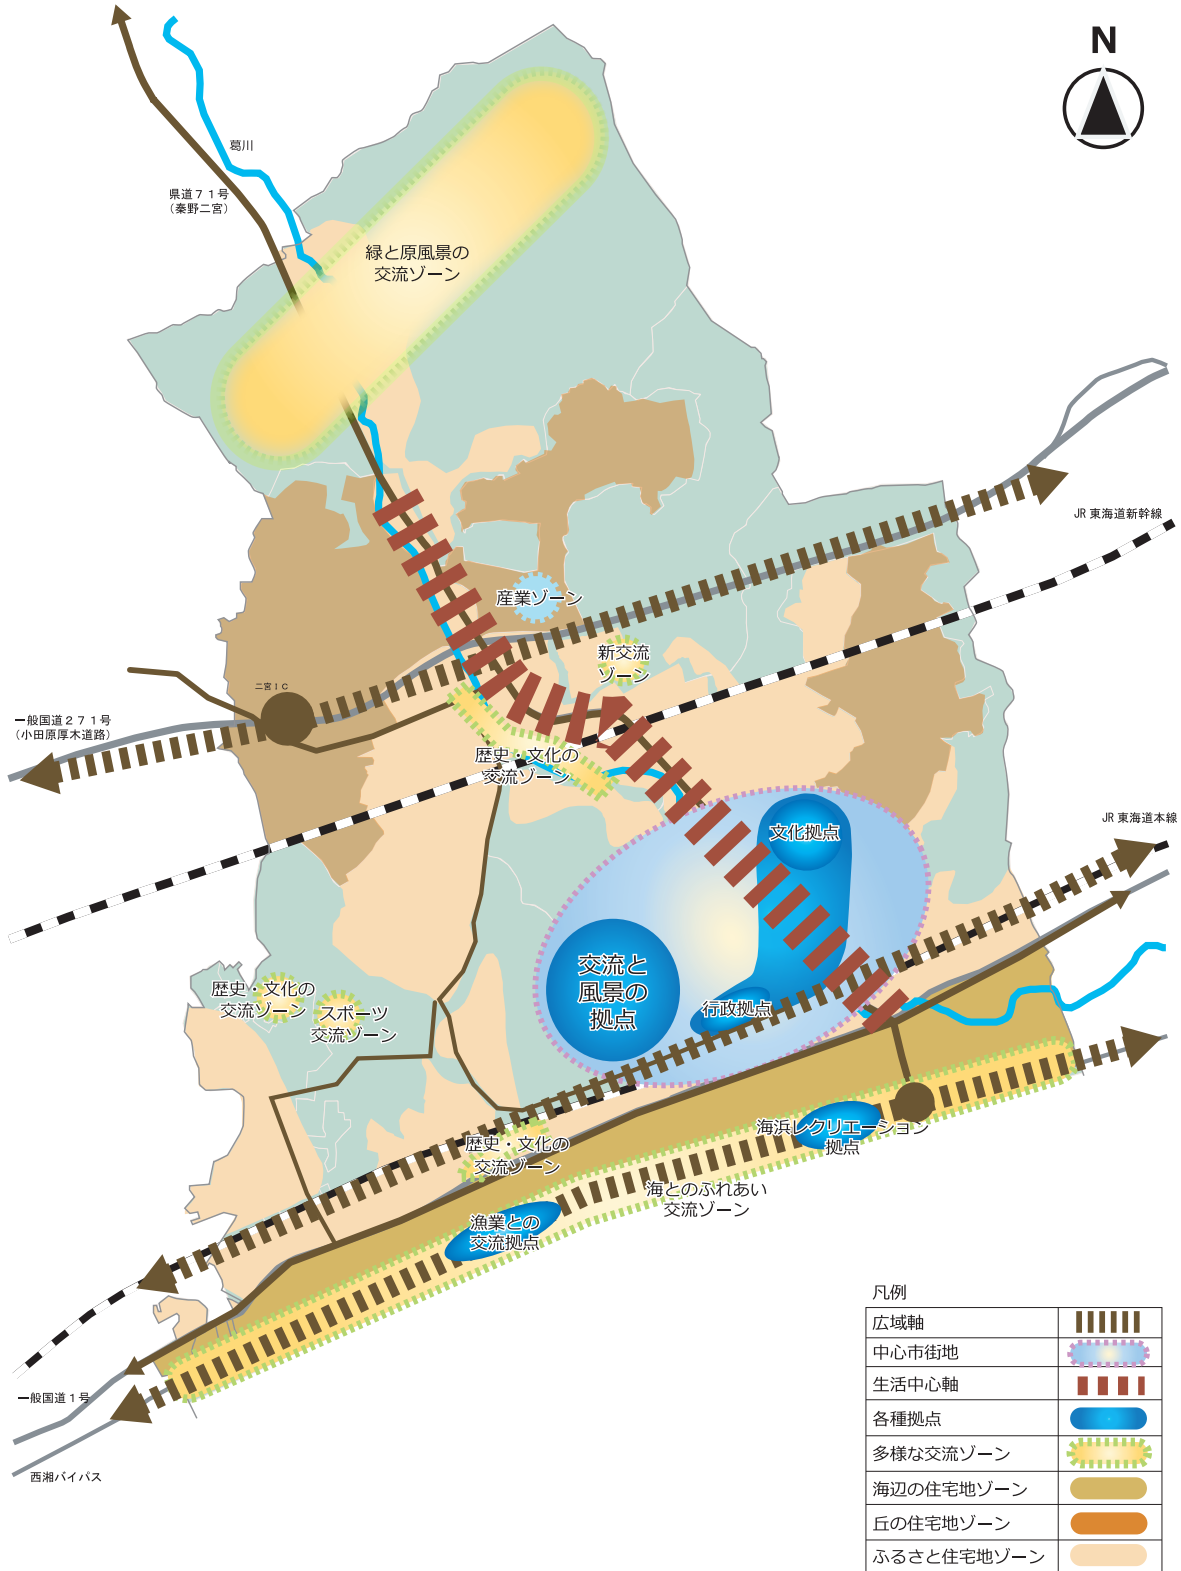 N
葛川
県道７１号
（秦野二宮）
緑と原風景の
交流ゾーン
JR 東海道新幹線
産業ゾーン
新交流
ゾーン
二宮ＩＣ
一般国道２７１号
（小田原厚木道路）
歴史・文化の
交流ゾーン
JR 東海道本線
文化拠点
交流と
風景の
拠点
行政拠点
歴史・文化の
交流ゾーン
スポーツ
交流ゾーン
海浜レクリエーション
拠点
歴史・文化の
交流ゾーン
海とのふれあい
交流ゾーン
漁業との
交流拠点
一般国道１号
西湘バイパス
凡例
広域軸
中心市街地
生活中心軸
各種拠点
多様な交流ゾーン
海辺の住宅地ゾーン
丘の住宅地ゾーン
ふるさと住宅地ゾーン